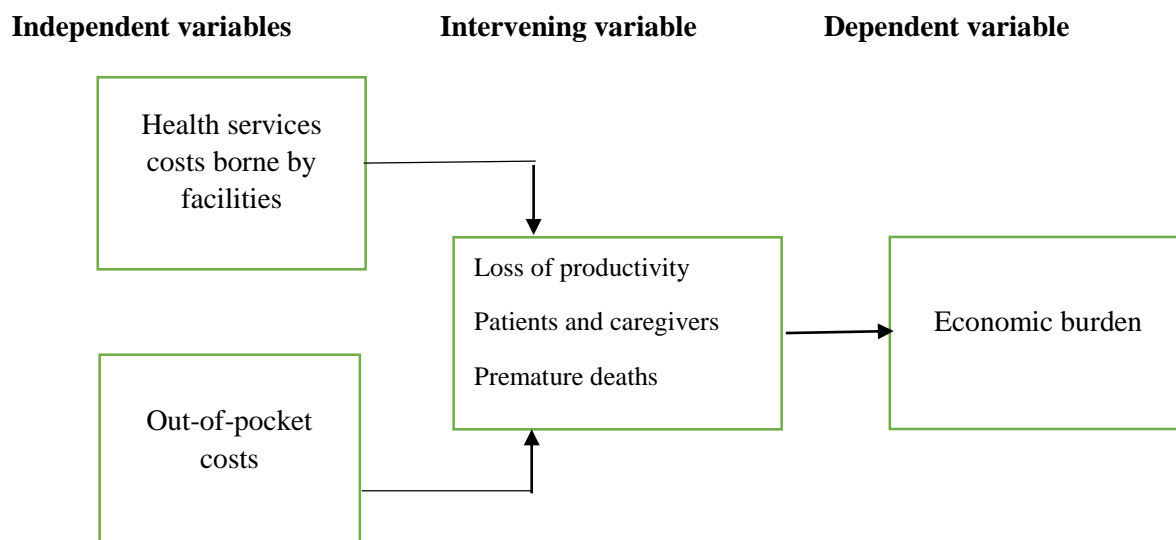 Independent variables
Intervening variable
Dependent variable
Health services
costs borne by
facilities
Loss of productivity
Patients and caregivers
Premature deaths
Economic burden
Out-of-pocket
costs